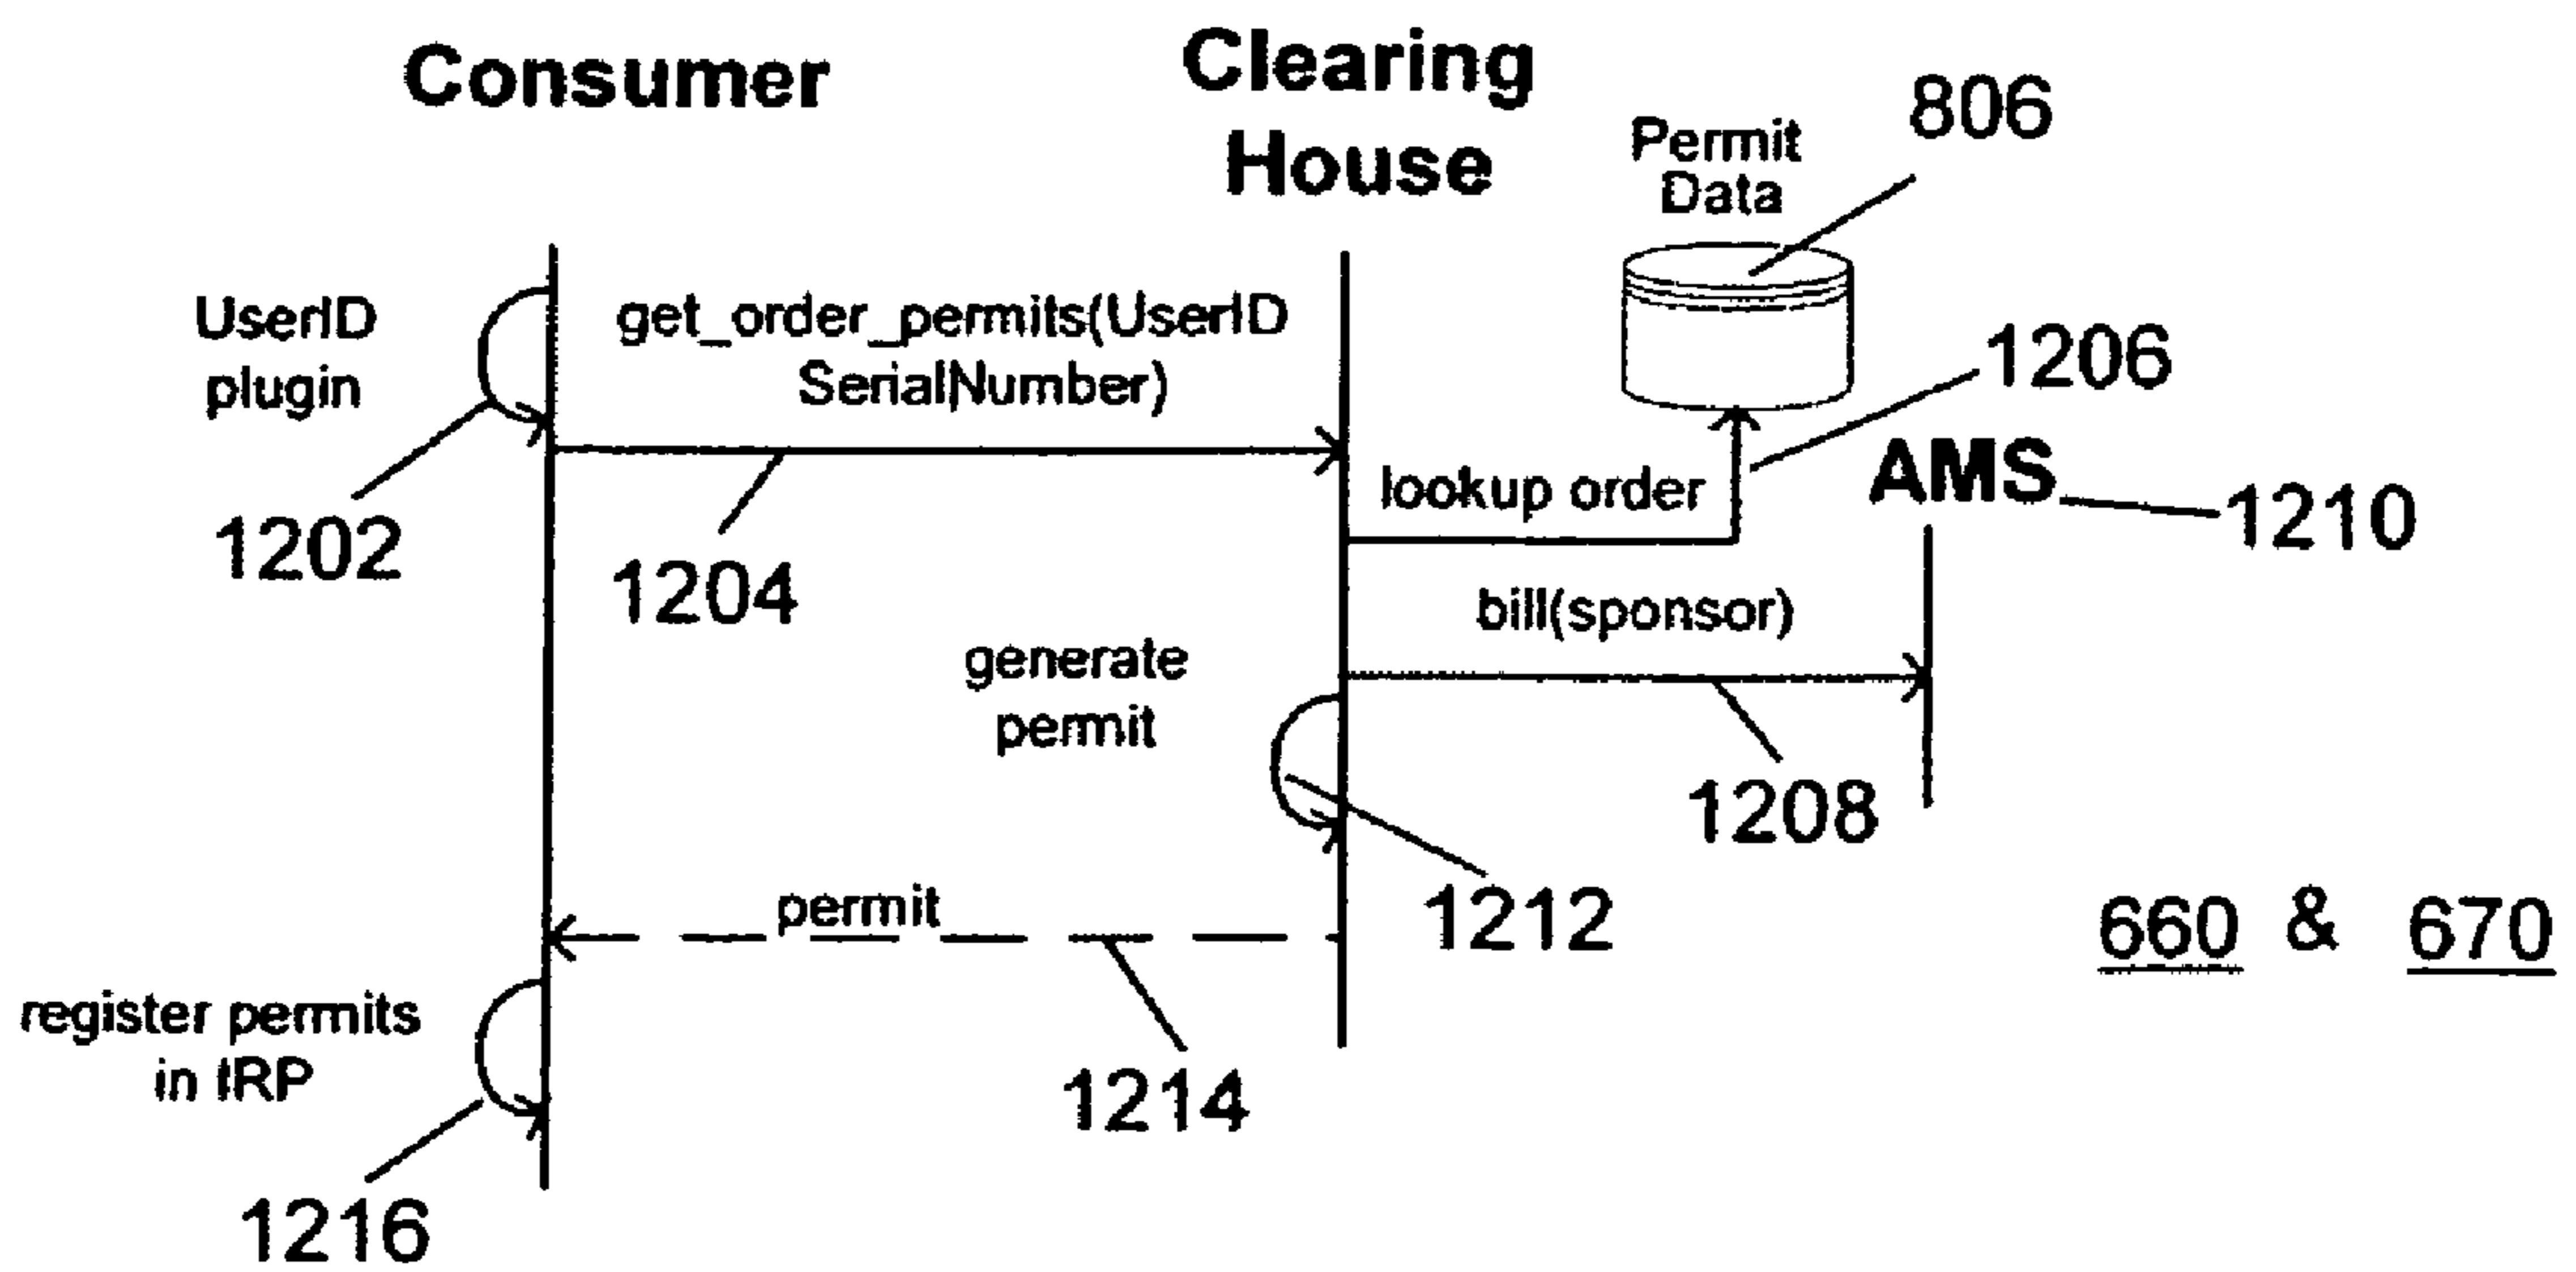 Consumer
Clearing
House
Permit
Data
806
UserID
plugin
get_order_permits(UserID
SerialNumber)
1206
lookup order
AMS
1210
1202
1204
bill(sponsor)
generate
permit
1208
permit
1212
660 & 670
register permits
in IRP
1214
1216